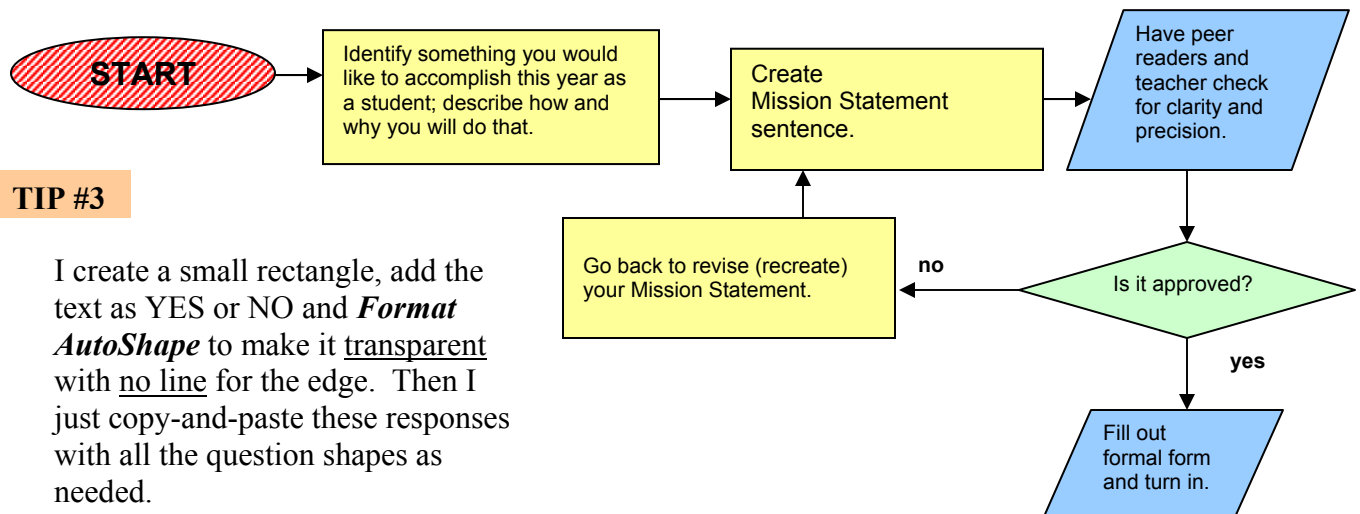 START
Identify something you would
like to accomplish this year as
a student; describe how and
why you will do that.
Create
Mission Statement
sentence.
Have peer
readers and
teacher check
for clarity and
precision.
TIP #3
I create a small rectangle, add the
text as YES or NO and Format
AutoShape to make it transparent
with no line for the edge.  Then I
just copy-and-paste these responses
with all the question shapes as
needed.
Go back to revise (recreate)
your Mission Statement.
no
Is it approved?
yes
Fill out
formal form
and turn in.